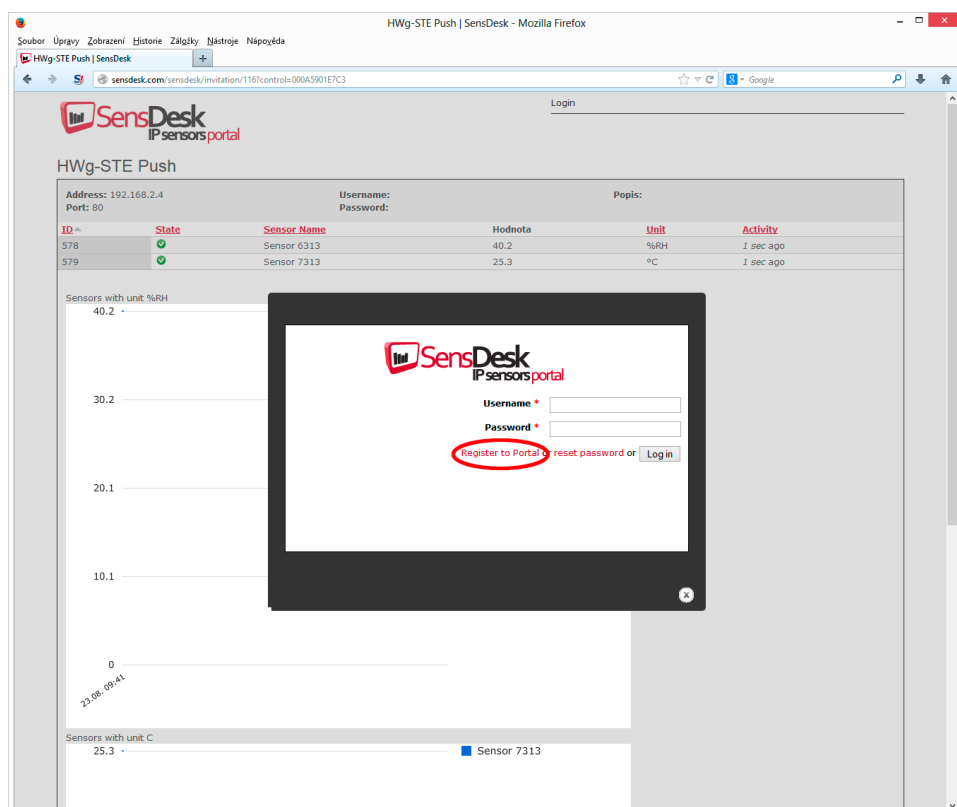 HWg-STE Push | SensDesk - Mozilla Firefox
Soubor Úpravy Zobrazení Historie Záložky Nástroje Nápověda
HWg-STE Push | SensDesk +
sensdesk.com/sensdesk/invitation/116?control=000A5901E7C3
Google
SensDesk
IP sensors portal
Login
HWg-STE Push
Address: 192.168.2.4 Username: Popis:
Port: 80 Password:
ID State Sensor Name Hodnota Unit Activity
578 Sensor 6313 40.2 %RH 1 sec ago
579 Sensor 7313 25.3 °C 1 sec ago
Sensors with unit %RH
40.2
30.2
20.1
10.1
0
23.08. 09:41
SensDesk
IP sensors portal
Username *
Password *
Register to Portal or reset password or Log in
x
Sensors with unit C
25.3
Sensor 7313